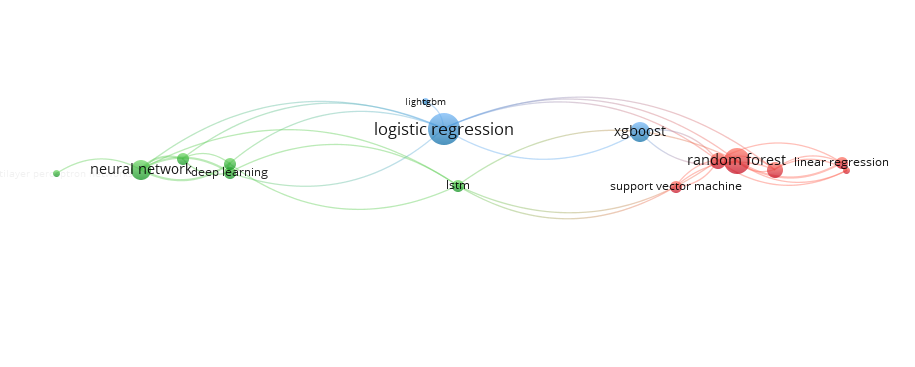 lightgbm
logistic regression
xgboost
random forest
linear regression
neural network
deep learning
lstm
support vector machine